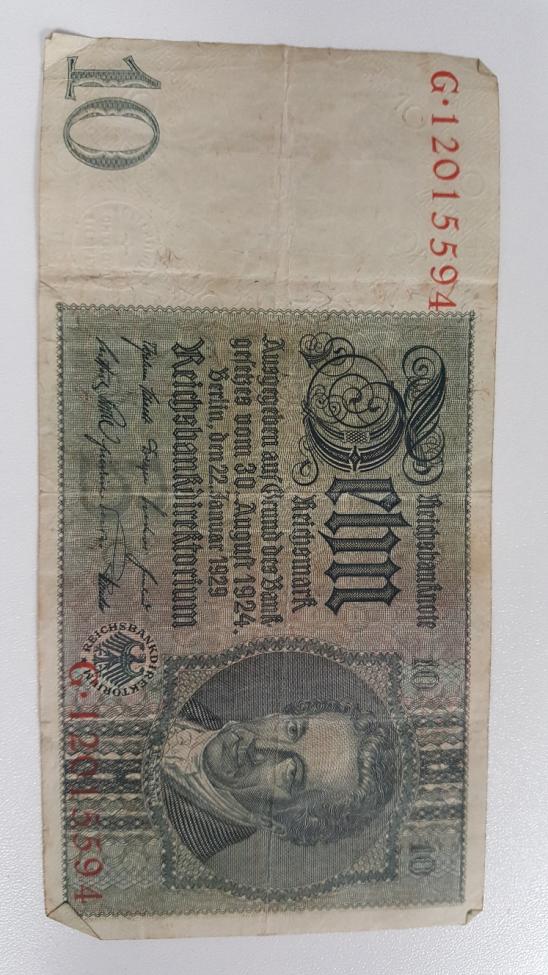 10
G·12015594
Reichsbanknote
Zehn
Reichsmark
Ausgegeben auf Grund des Bank
gesetzes vom 30. August 1924.
Berlin, den 22. Januar 1929
Reichsbankdirektorium
REICHSBANKDIREKTORIUM
10
10
G·12015594